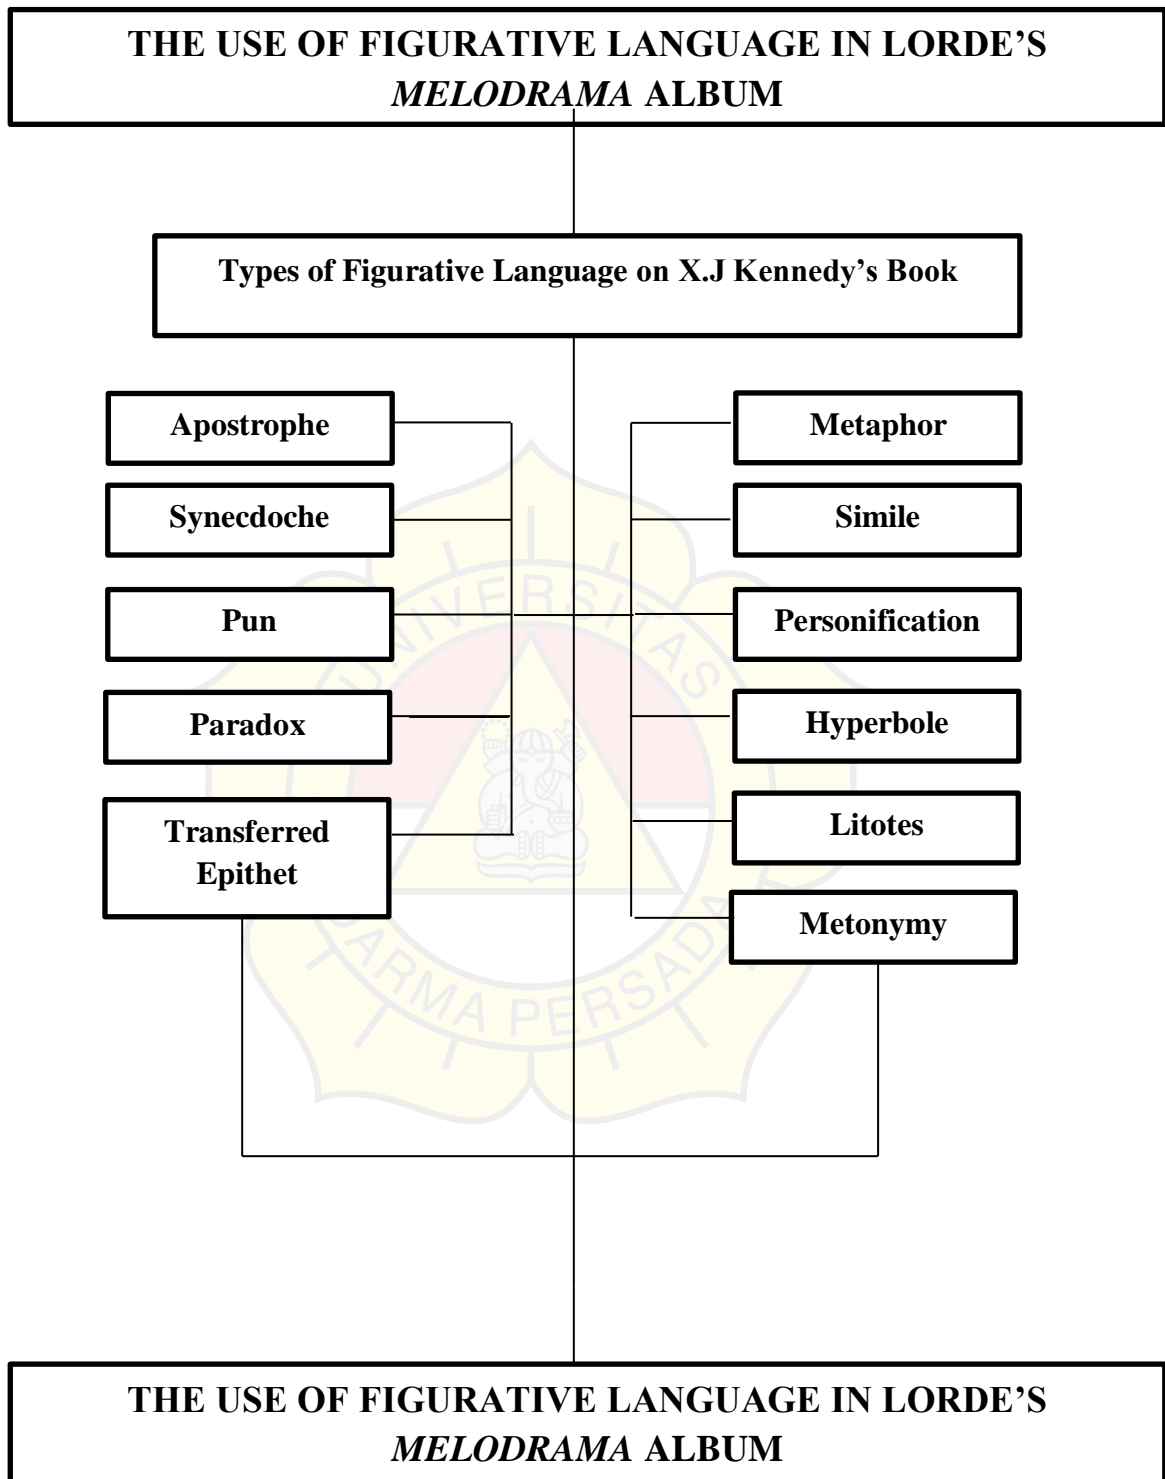 THE USE OF FIGURATIVE LANGUAGE IN LORDE’S
MELODRAMA ALBUM
Types of Figurative Language on X.J Kennedy’s Book
Apostrophe
Metaphor
Synecdoche
Simile
Pun
Personification
Paradox
Hyperbole
Transferred
Epithet
Litotes
Metonymy
UNIVERSITAS
DARMA PERSADA
THE USE OF FIGURATIVE LANGUAGE IN LORDE’S
MELODRAMA ALBUM